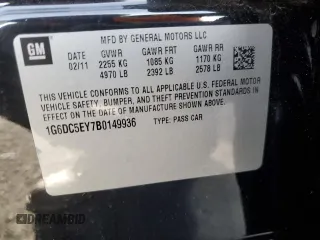 GM
MFD BY GENERAL MOTORS LLC
DATE GVWR GAWR FRT GAWR RR
02/11 2255 KG 1085 KG 1170 KG
4970 LB 2392 LB 2578 LB
THIS VEHICLE CONFORMS TO ALL APPLICABLE U.S. FEDERAL MOTOR
VEHICLE SAFETY, BUMPER, AND THEFT PREVENTION STANDARDS IN
EFFECT ON THE DATE OF MANUFACTURE SHOWN ABOVE.
1G6DC5EY7B0149936 TYPE: PASS CAR